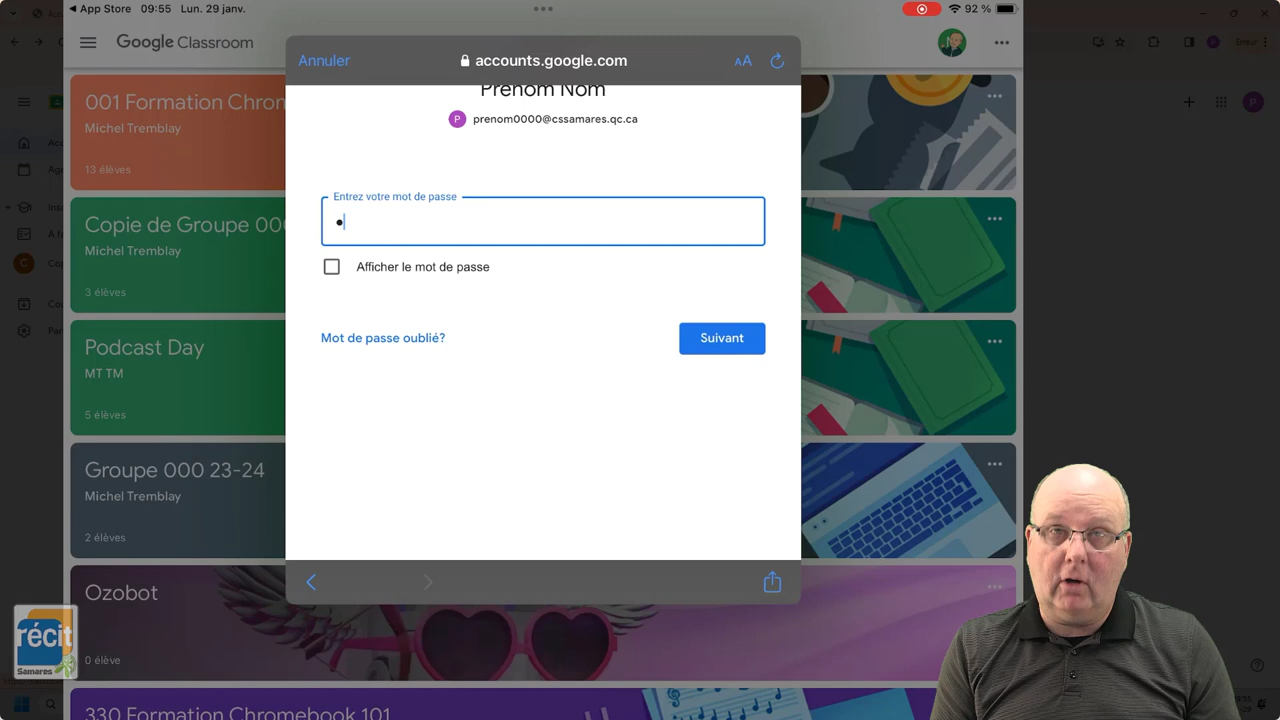 App Store 09:55 Lun. 29 janv.
92 %
Google Classroom
Annuler
accounts.google.com
AA
Erreur
Prenom Nom
P prenom0000@cssamares.qc.ca
Entrez votre mot de passe
Afficher le mot de passe
Mot de passe oublié?
Suivant
001 Formation Chrom
Michel Tremblay
13 élèves
Copie de Groupe 00
Michel Tremblay
3 élèves
Podcast Day
MT TM
5 élèves
Groupe 000 23-24
Michel Tremblay
2 élèves
Ozobot
0 élève
330 Formation Chromebook 101
récit
Samares
P
C